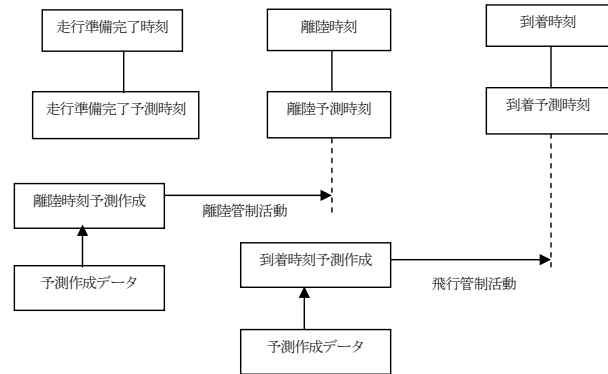 走行準備完了時刻
離陸時刻
到着時刻
走行準備完了予測時刻
離陸予測時刻
到着予測時刻
離陸時刻予測作成
離陸管制活動
予測作成データ
到着時刻予測作成
飛行管制活動
予測作成データ